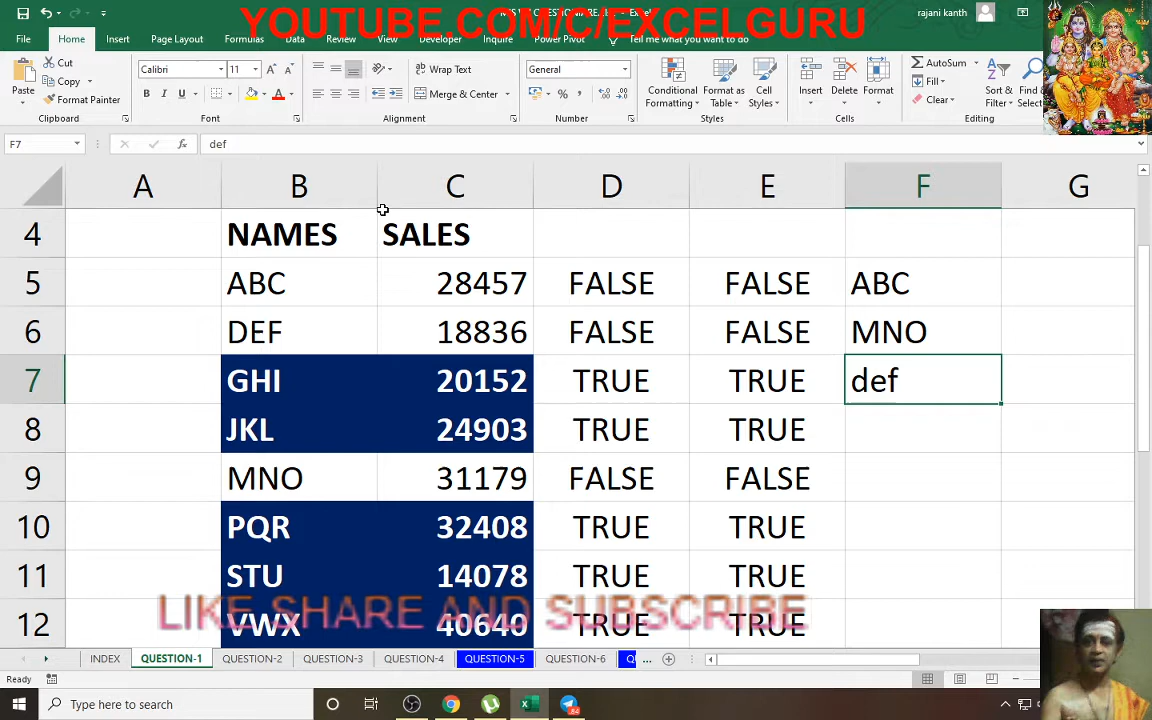 YOUTUBE.COM/C/EXCELGURU
rajani kanth
File Home Insert Page Layout Formulas Data Review View Developer Inquire Power Pivot Tell me what you want to do
Paste Cut Calibri 11 Wrap Text General Conditional Formatting Format as Table Cell Styles Insert Delete Format AutoSum Sort & Filter Find & Select
Copy Fill
Format Painter B I U Merge & Center % , Clear
Clipboard Font Alignment Number Styles Cells Editing
F7 fx def
A B C D E F G
4 NAMES SALES
5 ABC 28457 FALSE FALSE ABC
6 DEF 18836 FALSE FALSE MNO
7 GHI 20152 TRUE TRUE def
8 JKL 24903 TRUE TRUE
9 MNO 31179 FALSE FALSE
10 PQR 32408 TRUE TRUE
11 STU 14078 TRUE TRUE
LIKE SHARE AND SUBSCRIBE
12 VWX 40640 TRUE TRUE
INDEX QUESTION-1 QUESTION-2 QUESTION-3 QUESTION-4 QUESTION-5 QUESTION-6 Q ...
Ready
Type here to search